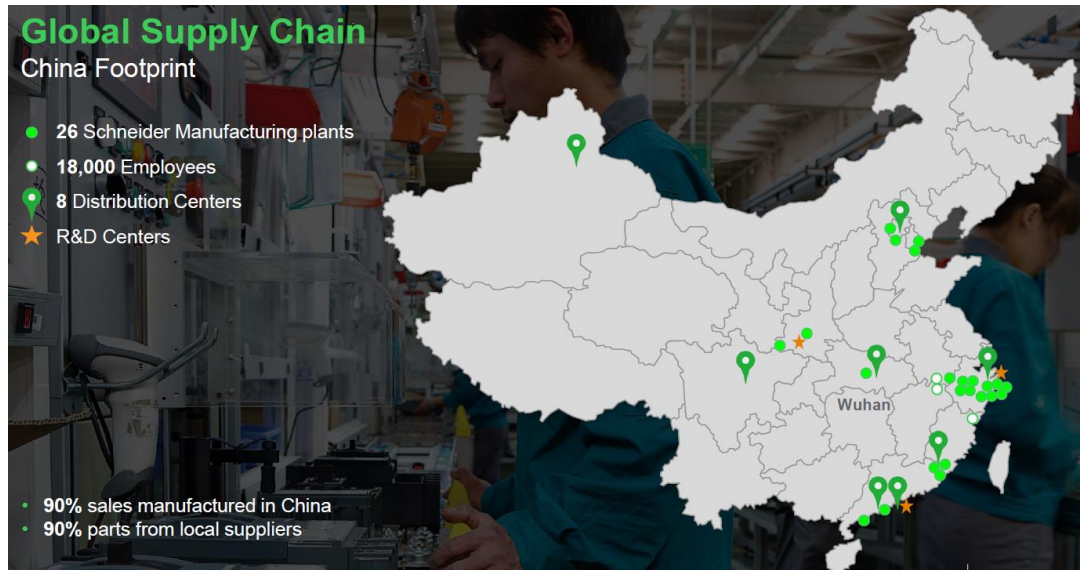 Global Supply Chain
China Footprint
26 Schneider Manufacturing plants
18,000 Employees
8 Distribution Centers
R&D Centers
Wuhan
90% sales manufactured in China
90% parts from local suppliers